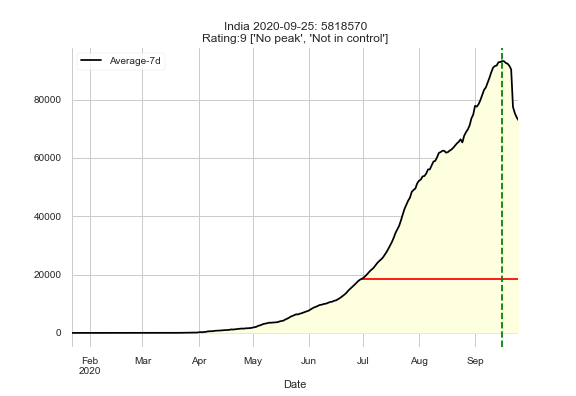 India 2020-09-25: 5818570
Rating:9 ['No peak', 'Not in control']
Average-7d
80000
60000
40000
20000
0
Feb Mar Apr May Jun Jul Aug Sep
2020
Date